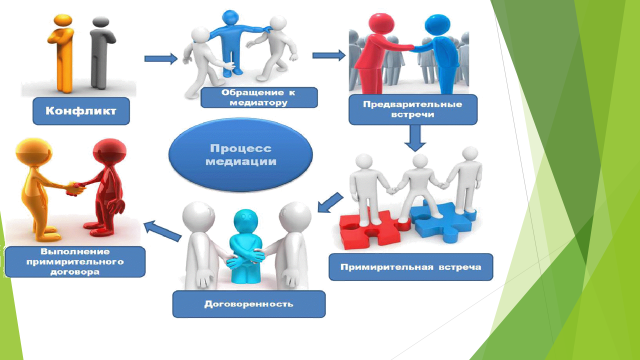 Конфликт
Обращение к
медиатору
Предварительные
встречи
Процесс
медиации
Примирительная встреча
Договоренность
Выполнение
примирительного
договора